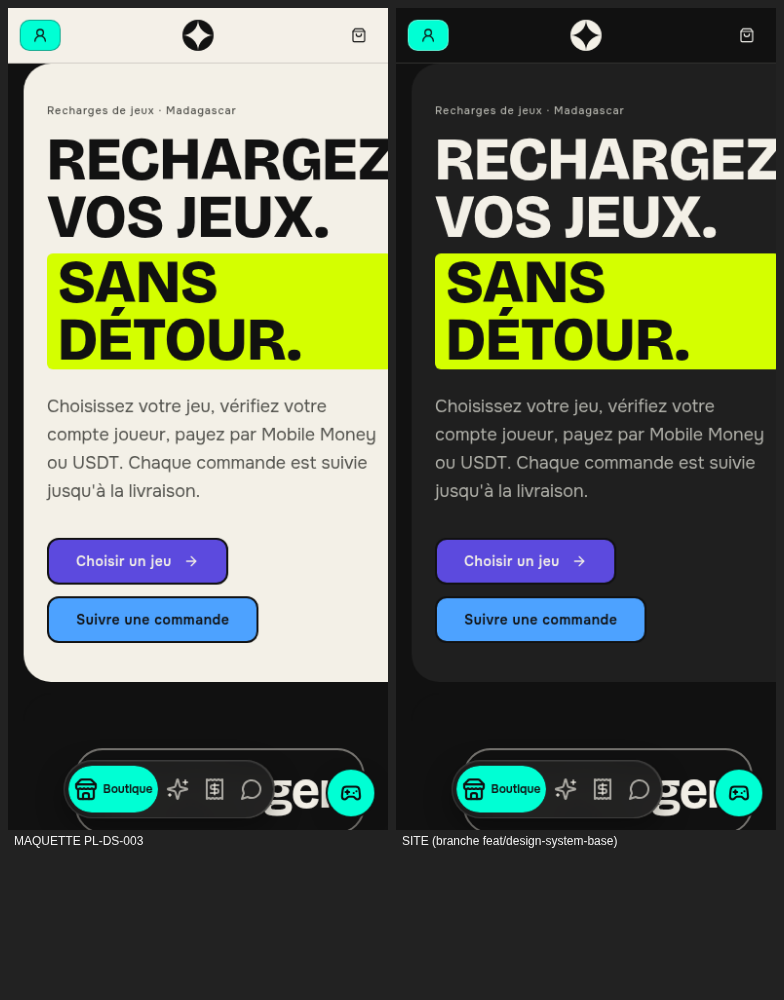 Recharges de jeux · Madagascar
RECHARGEZ
VOS JEUX.
SANS
DÉTOUR.
Choisissez votre jeu, vérifiez votre
compte joueur, payez par Mobile Money
ou USDT. Chaque commande est suivie
jusqu'à la livraison.
Choisir un jeu
Suivre une commande
Boutique
MAQUETTE PL-DS-003
Recharges de jeux · Madagascar
RECHARGEZ
VOS JEUX.
SANS
DÉTOUR.
Choisissez votre jeu, vérifiez votre
compte joueur, payez par Mobile Money
ou USDT. Chaque commande est suivie
jusqu'à la livraison.
Choisir un jeu
Suivre une commande
Boutique
SITE (branche feat/design-system-base)